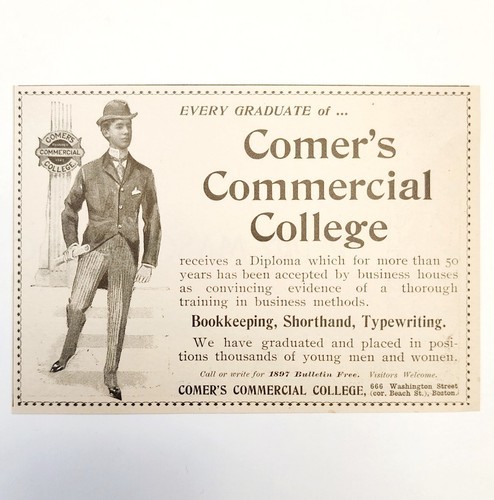 EVERY GRADUATE of ...
Comer's
Commercial
College
COMER'S
COMMERCIAL
COLLEGE
receives a Diploma which for more than 50
years has been accepted by business houses
as convincing evidence of a thorough
training in business methods.
Bookkeeping, Shorthand, Typewriting.
We have graduated and placed in posi-
tions thousands of young men and women.
Call or write for 1897 Bulletin Free. Visitors Welcome.
COMER'S COMMERCIAL COLLEGE, 666 Washington Street
(cor. Beach St.), Boston.